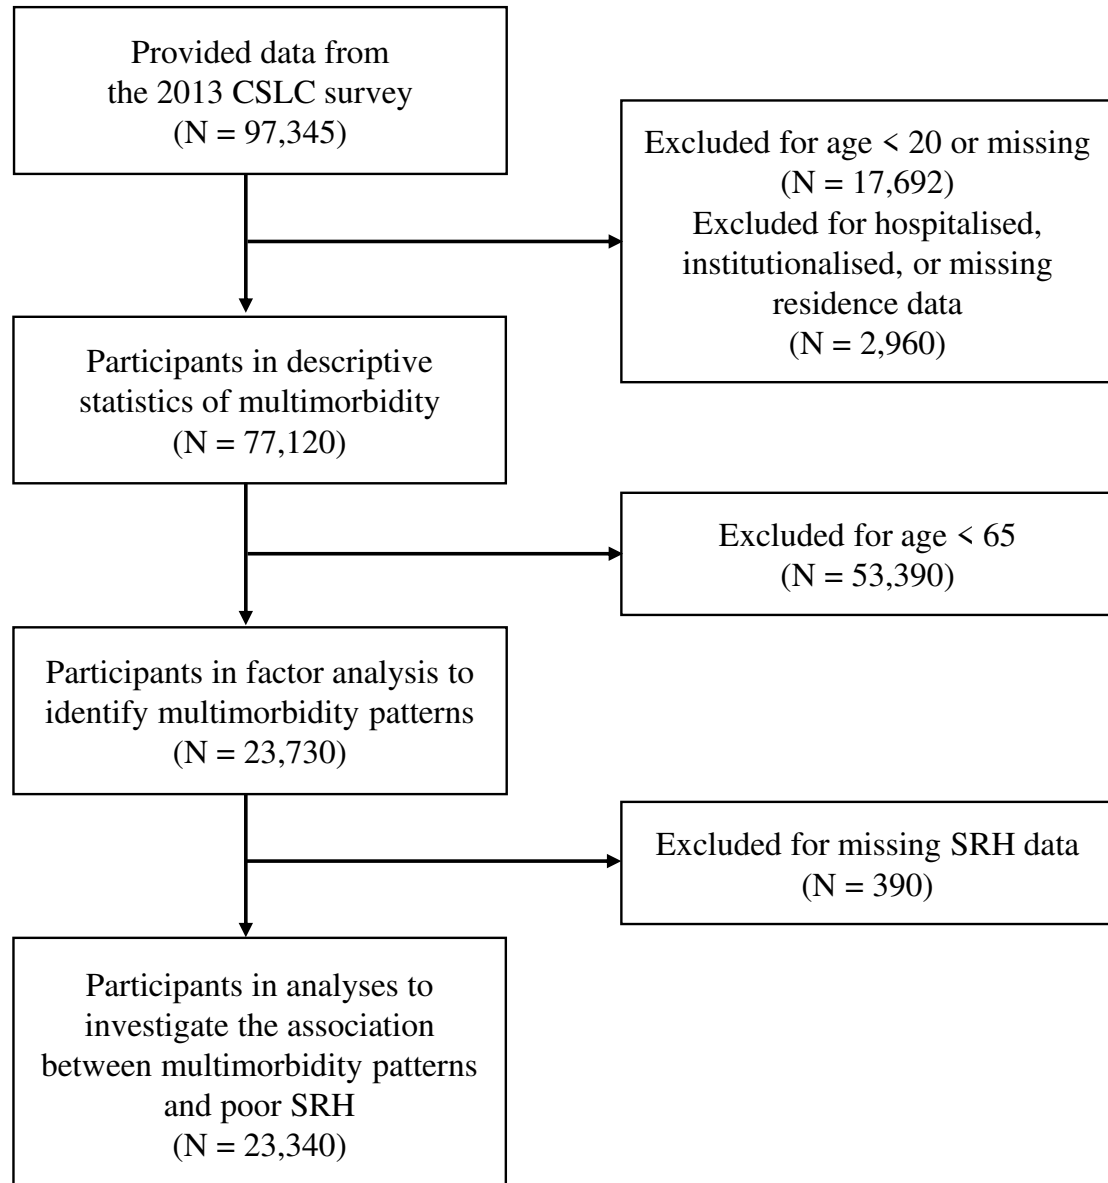 Provided data from
the 2013 CSLC survey
(N = 97,345)
Excluded for age < 20 or missing
(N = 17,692)
Excluded for hospitalised,
institutionalised, or missing
residence data
(N = 2,960)
Participants in descriptive
statistics of multimorbidity
(N = 77,120)
Excluded for age < 65
(N = 53,390)
Participants in factor analysis to
identify multimorbidity patterns
(N = 23,730)
Excluded for missing SRH data
(N = 390)
Participants in analyses to
investigate the association
between multimorbidity patterns
and poor SRH
(N = 23,340)